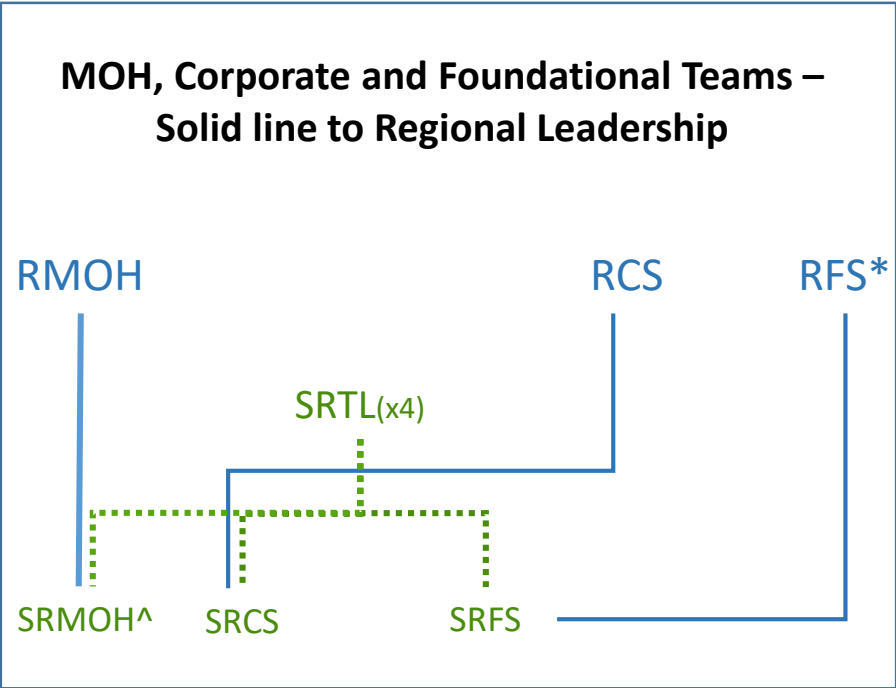 MOH, Corporate and Foundational Teams –
Solid line to Regional Leadership
RMOH
RCS
RFS*
SRTL(x4)
SRMOH^
SRCS
SRFS